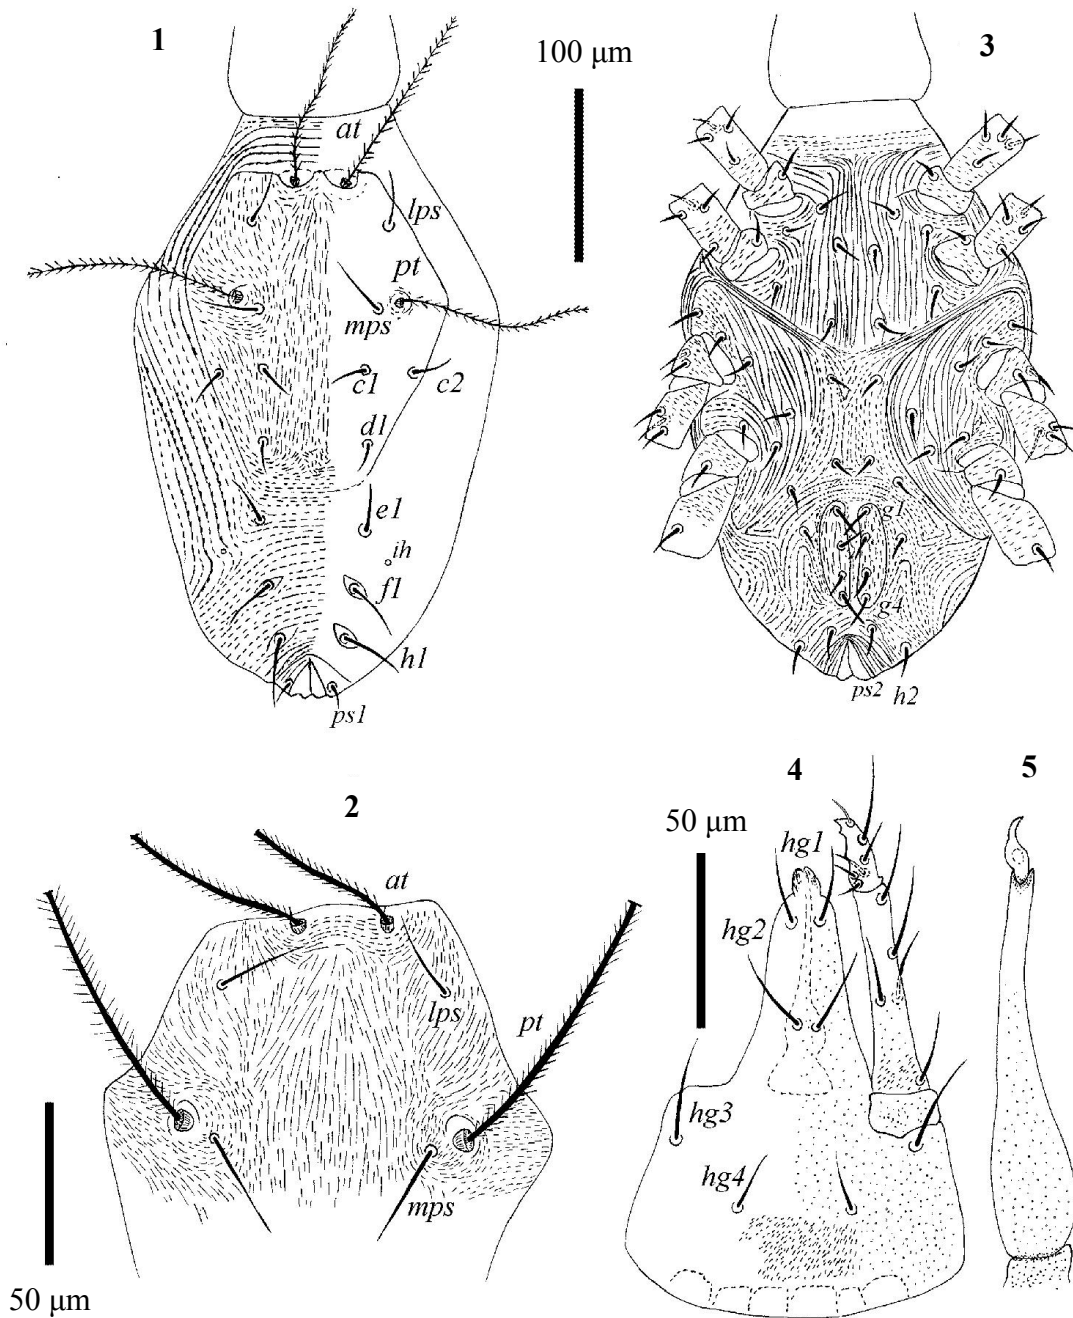 1
at
lps
pt
mps
c1
c2
d1
e1
ih
f1
h1
ps1
100 μm
3
g1
g4
ps2
h2
2
at
lps
pt
mps
50 μm
4
50 μm
hg1
hg2
hg3
hg4
5